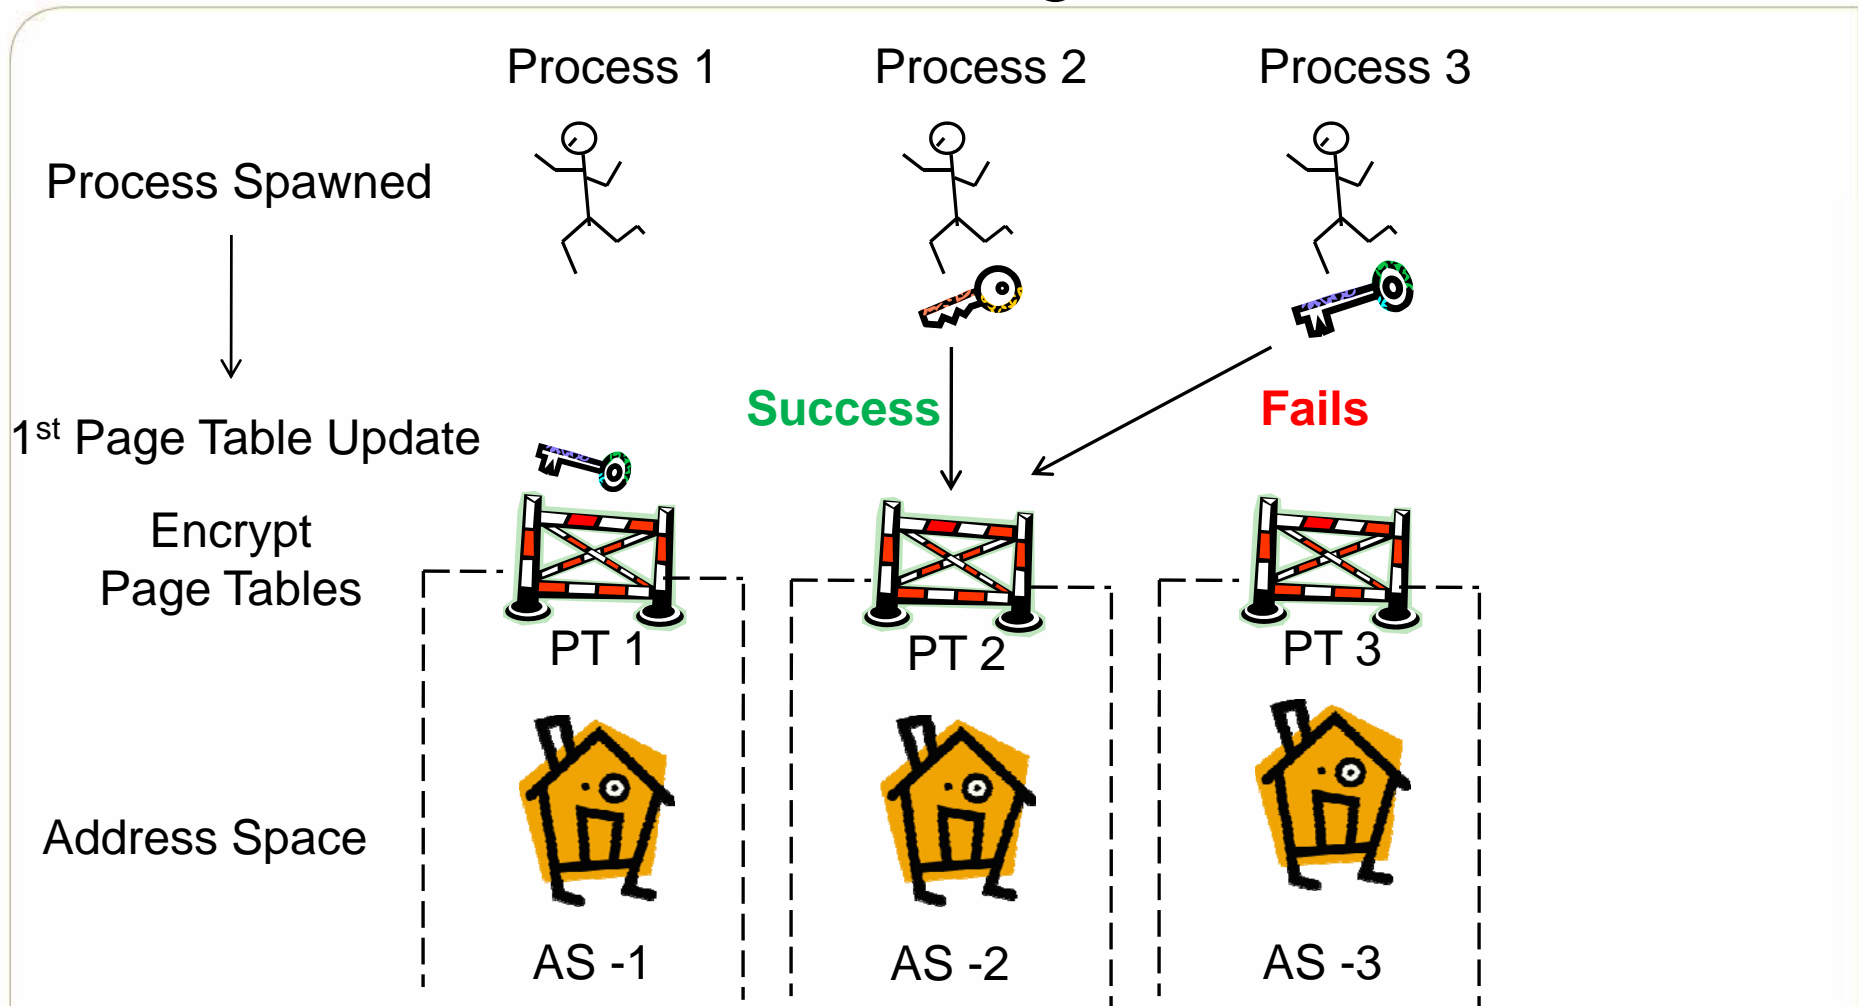 Process 1
Process 2
Process 3
Process Spawned
Success
Fails
1st Page Table Update
Encrypt
Page Tables
PT 1
PT 2
PT 3
Address Space
AS -1
AS -2
AS -3